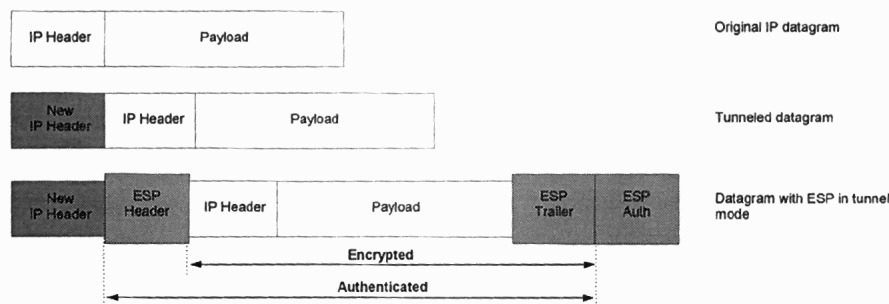 IP Header Payload Original IP datagram
New
IP Header IP Header Payload Tunneled datagram
New
IP Header ESP
Header IP Header Payload ESP
Trailer ESP
Auth Datagram with ESP in tunnel
mode
Encrypted
Authenticated